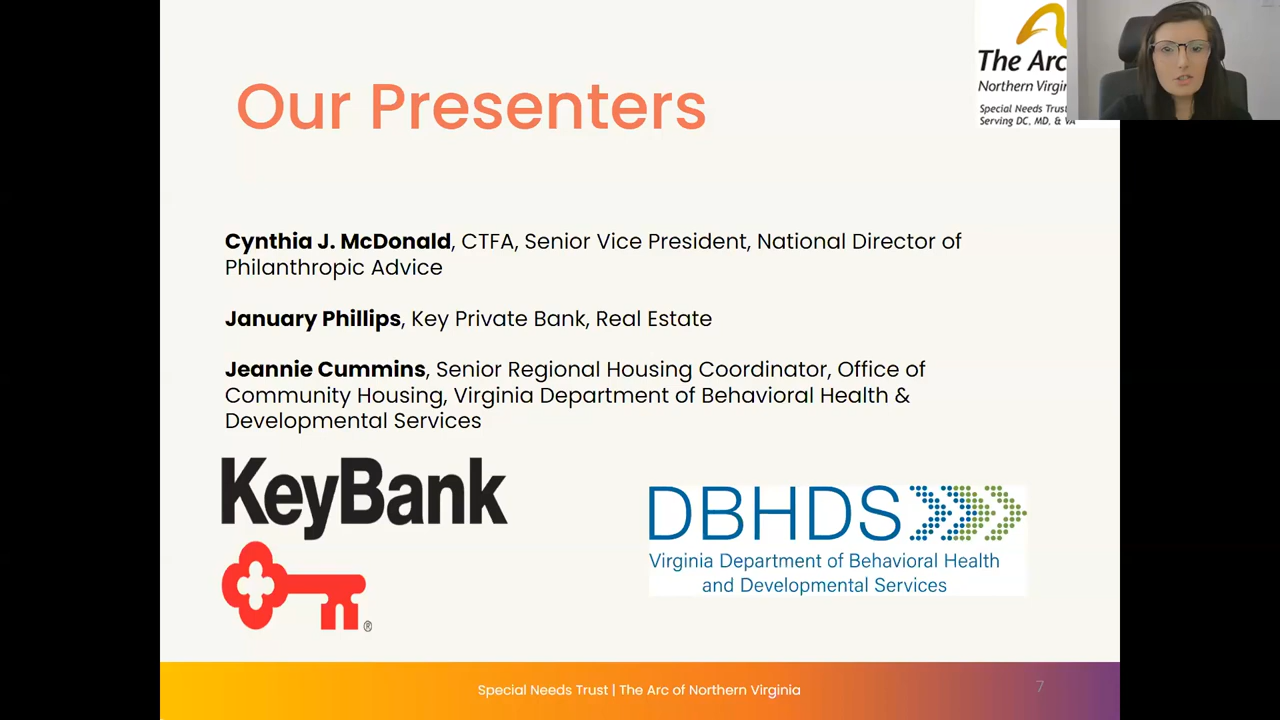 Our Presenters
The Arc
Northern Virgin
Special Needs Trust
Serving DC, MD, & VA
Cynthia J. McDonald, CTFA, Senior Vice President, National Director of
Philanthropic Advice
January Phillips, Key Private Bank, Real Estate
Jeannie Cummins, Senior Regional Housing Coordinator, Office of
Community Housing, Virginia Department of Behavioral Health &
Developmental Services
KeyBank
®
DBHDS
Virginia Department of Behavioral Health
and Developmental Services
Special Needs Trust | The Arc of Northern Virginia
7